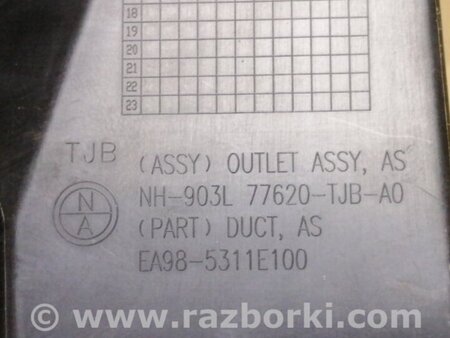 18
19
20
21
22
23
TJB (ASSY) OUTLET ASSY, AS
N NH-903L 77620-TJB-A0
A (PART) DUCT, AS
EA98-5311E100
© www.razborki.com